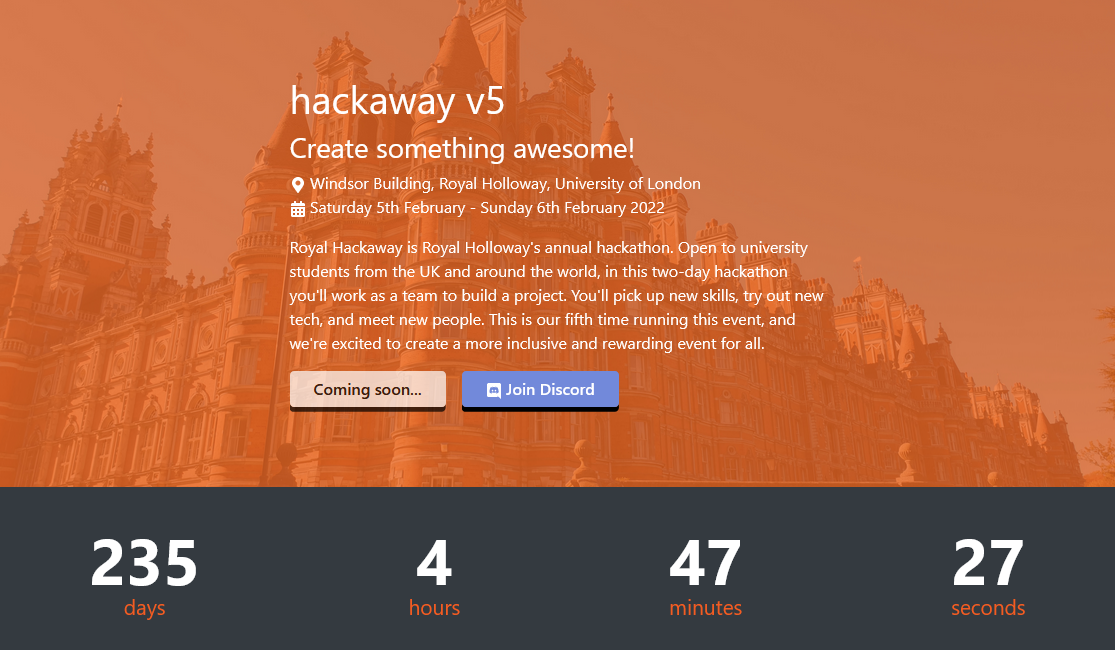 hackaway v5
Create something awesome!
Windsor Building, Royal Holloway, University of London
Saturday 5th February - Sunday 6th February 2022
Royal Hackaway is Royal Holloway's annual hackathon. Open to university
students from the UK and around the world, in this two-day hackathon
you'll work as a team to build a project. You'll pick up new skills, try out new
tech, and meet new people. This is our fifth time running this event, and
we're excited to create a more inclusive and rewarding event for all.
Coming soon... Join Discord
235 4 47 27
days hours minutes seconds